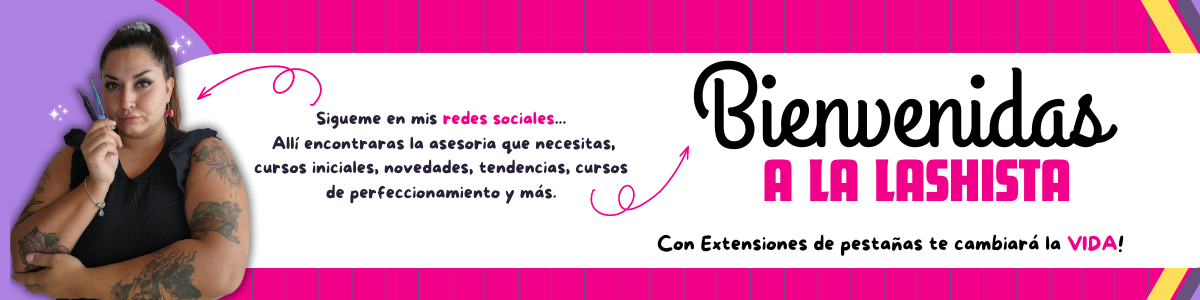 Sigueme en mis redes sociales...
Allí encontraras la asesoria que necesitas,
cursos iniciales, novedades, tendencias, cursos
de perfeccionamiento y más.
Bienvenidas
A LA LASHISTA
Con Extensiones de pestañas te cambiará la VIDA!